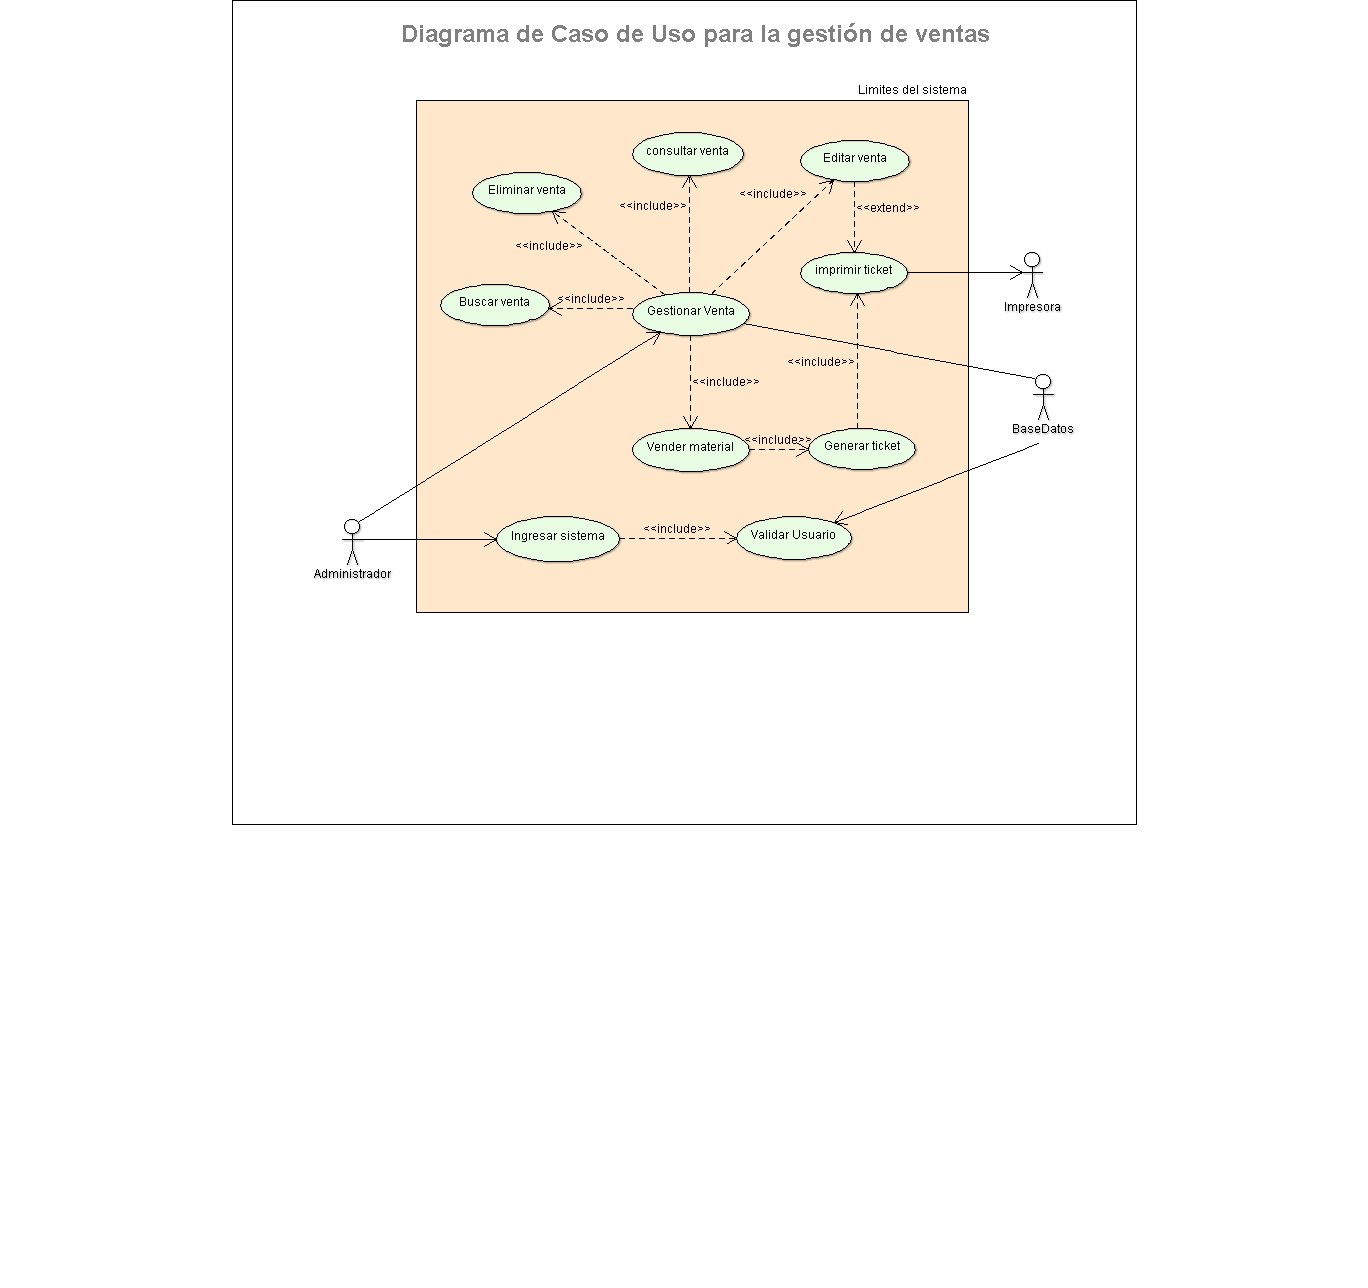 Diagrama de Caso de Uso para la gestión de ventas
Limites del sistema
consultar venta
Editar venta
Eliminar venta
<<include>>
<<include>>
<<extend>>
<<include>>
imprimir ticket
Buscar venta
<<include>>
Gestionar Venta
Impresora
<<include>>
<<include>>
BaseDatos
Vender material
<<include>>
Generar ticket
Ingresar sistema
<<include>>
Validar Usuario
Administrador